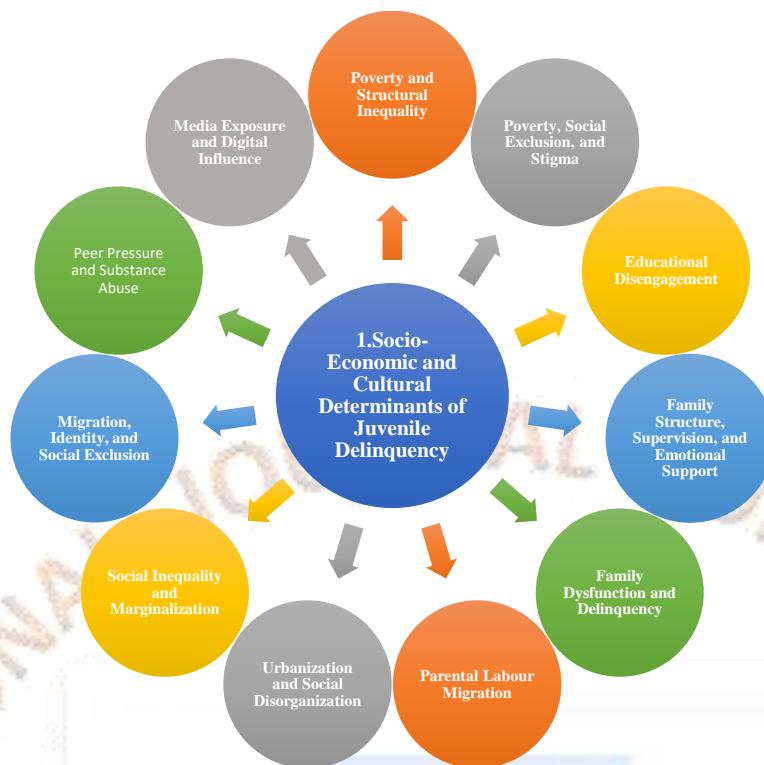 Poverty and
Structural
Inequality
Poverty, Social
Exclusion, and
Stigma
Educational
Disengagement
Family
Structure,
Supervision, and
Emotional
Support
Family
Dysfunction and
Delinquency
Parental Labour
Migration
Urbanization
and Social
Disorganization
Social Inequality
and
Marginalization
Migration,
Identity, and
Social Exclusion
Peer Pressure
and Substance
Abuse
Media Exposure
and Digital
Influence
1.Socio-
Economic and
Cultural
Determinants of
Juvenile
Delinquency